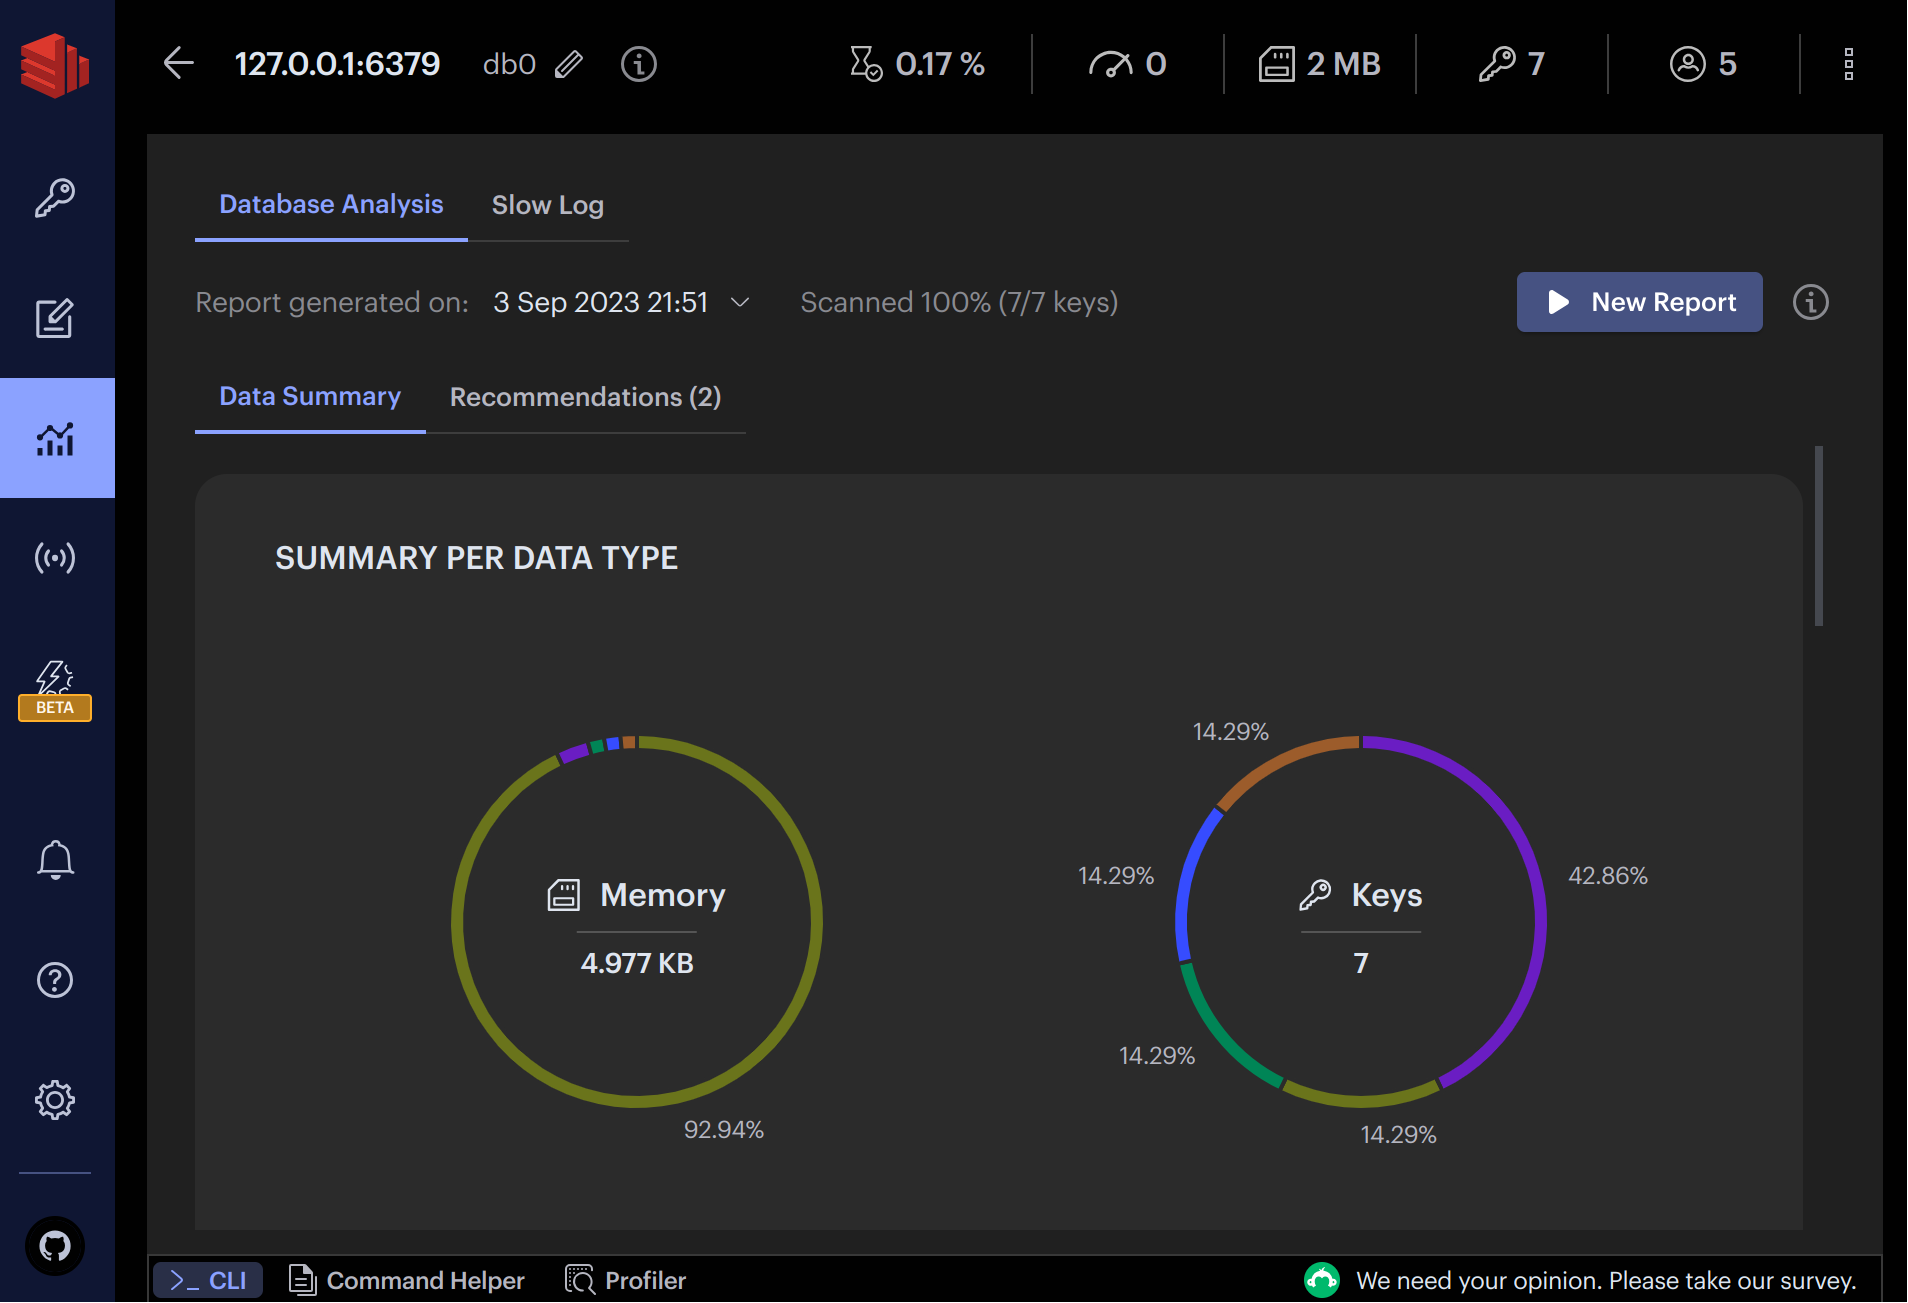 127.0.0.1:6379 db0 0.17 % 0 2 MB 7 5
Database Analysis Slow Log
Report generated on: 3 Sep 2023 21:51 Scanned 100% (7/7 keys) New Report
Data Summary Recommendations (2)
SUMMARY PER DATA TYPE
BETA
14.29%
14.29% 42.86%
Memory Keys
4.977 KB 7
14.29%
92.94% 14.29%
CLI Command Helper Profiler We need your opinion. Please take our survey.